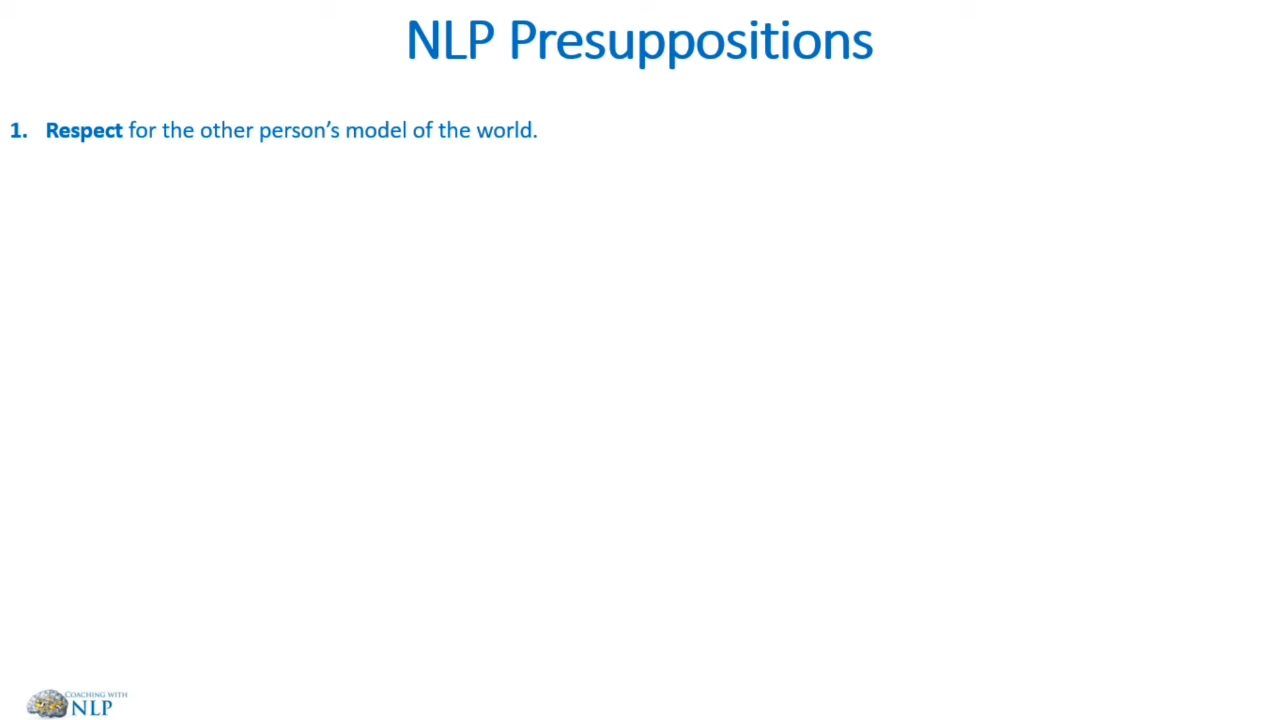 NLP Presuppositions
1. Respect for the other person’s model of the world.
COACHING WITH
NLP